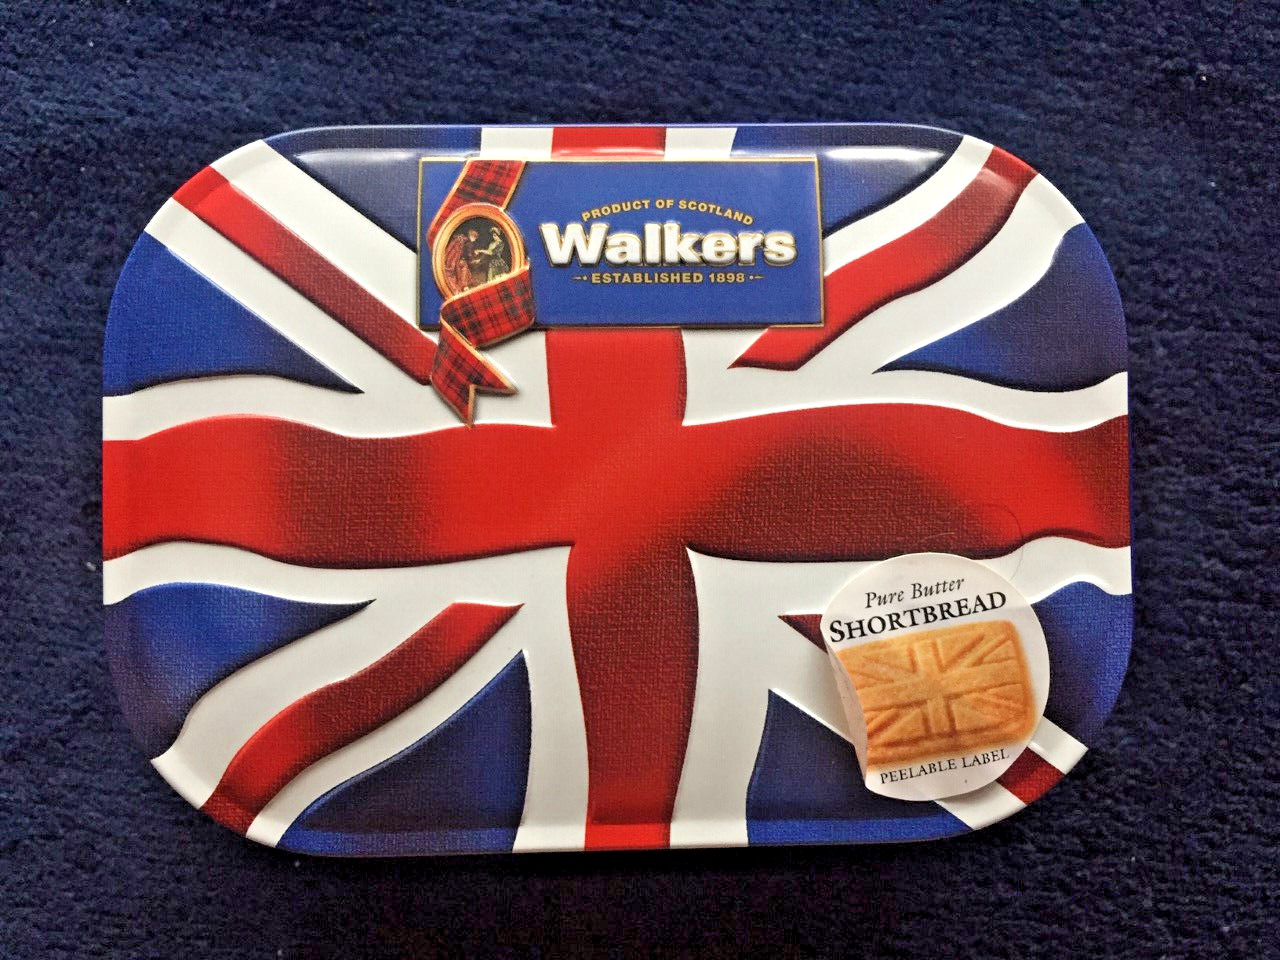 PRODUCT OF SCOTLAND
Walkers
ESTABLISHED 1898
Pure Butter
SHORTBREAD
PEELABLE LABEL